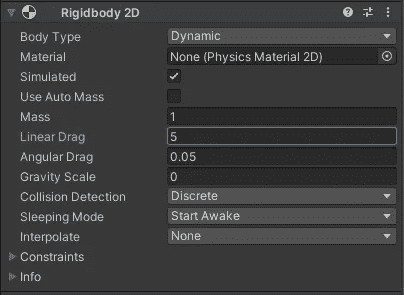 Rigidbody 2D
Body Type Dynamic
Material None (Physics Material 2D)
Simulated
Use Auto Mass
Mass 1
Linear Drag 5
Angular Drag 0.05
Gravity Scale 0
Collision Detection Discrete
Sleeping Mode Start Awake
Interpolate None
Constraints
Info